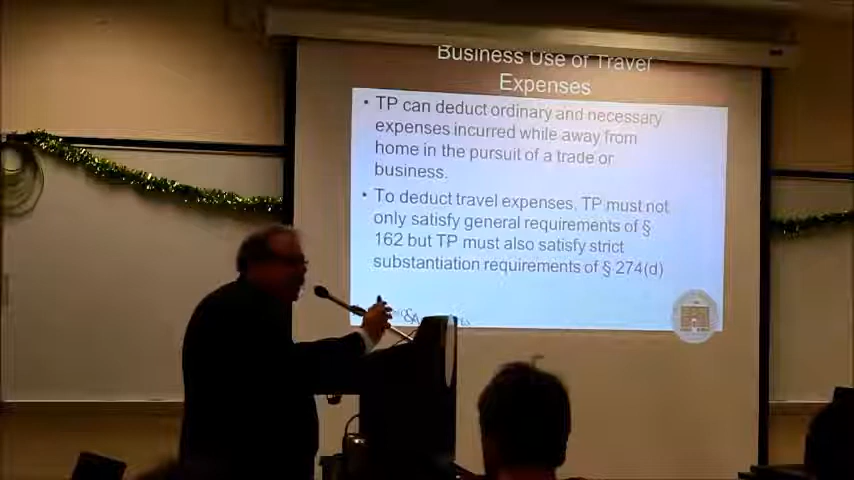 Business Use of Travel
Expenses
• TP can deduct ordinary and necessary
expenses incurred while away from
home in the pursuit of a trade or
business.
• To deduct travel expenses, TP must not
only satisfy general requirements of §
162 but TP must also satisfy strict
substantiation requirements of § 274(d)